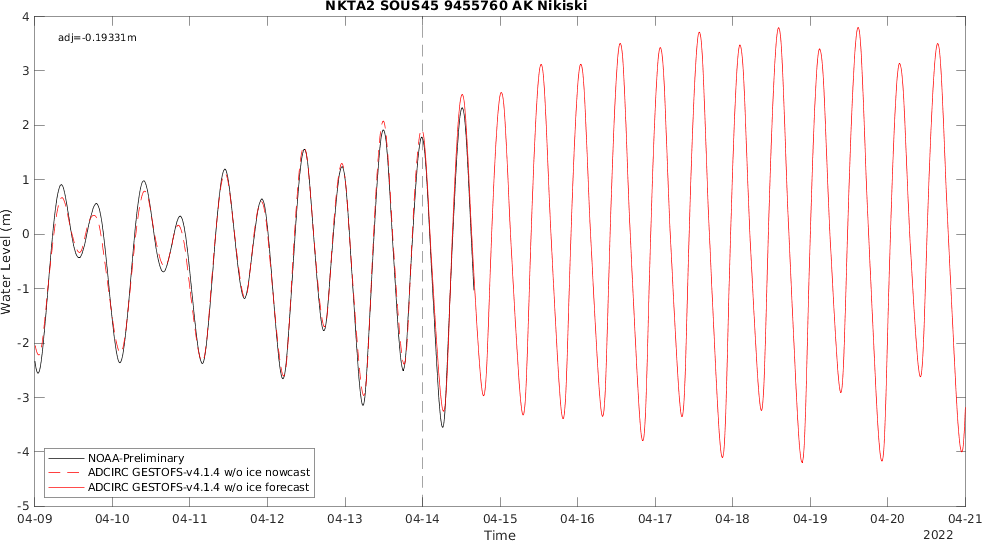 NKTA2 SOUS45 9455760 AK Nikiski
adj=-0.19331m
4
3
2
1
0
-1
-2
-3
-4
-5
Water Level (m)
NOAA-Preliminary
ADCIRC GESTOFS-v4.1.4 w/o ice nowcast
ADCIRC GESTOFS-v4.1.4 w/o ice forecast
04-09 04-10 04-11 04-12 04-13 04-14 04-15 04-16 04-17 04-18 04-19 04-20 04-21
Time
2022